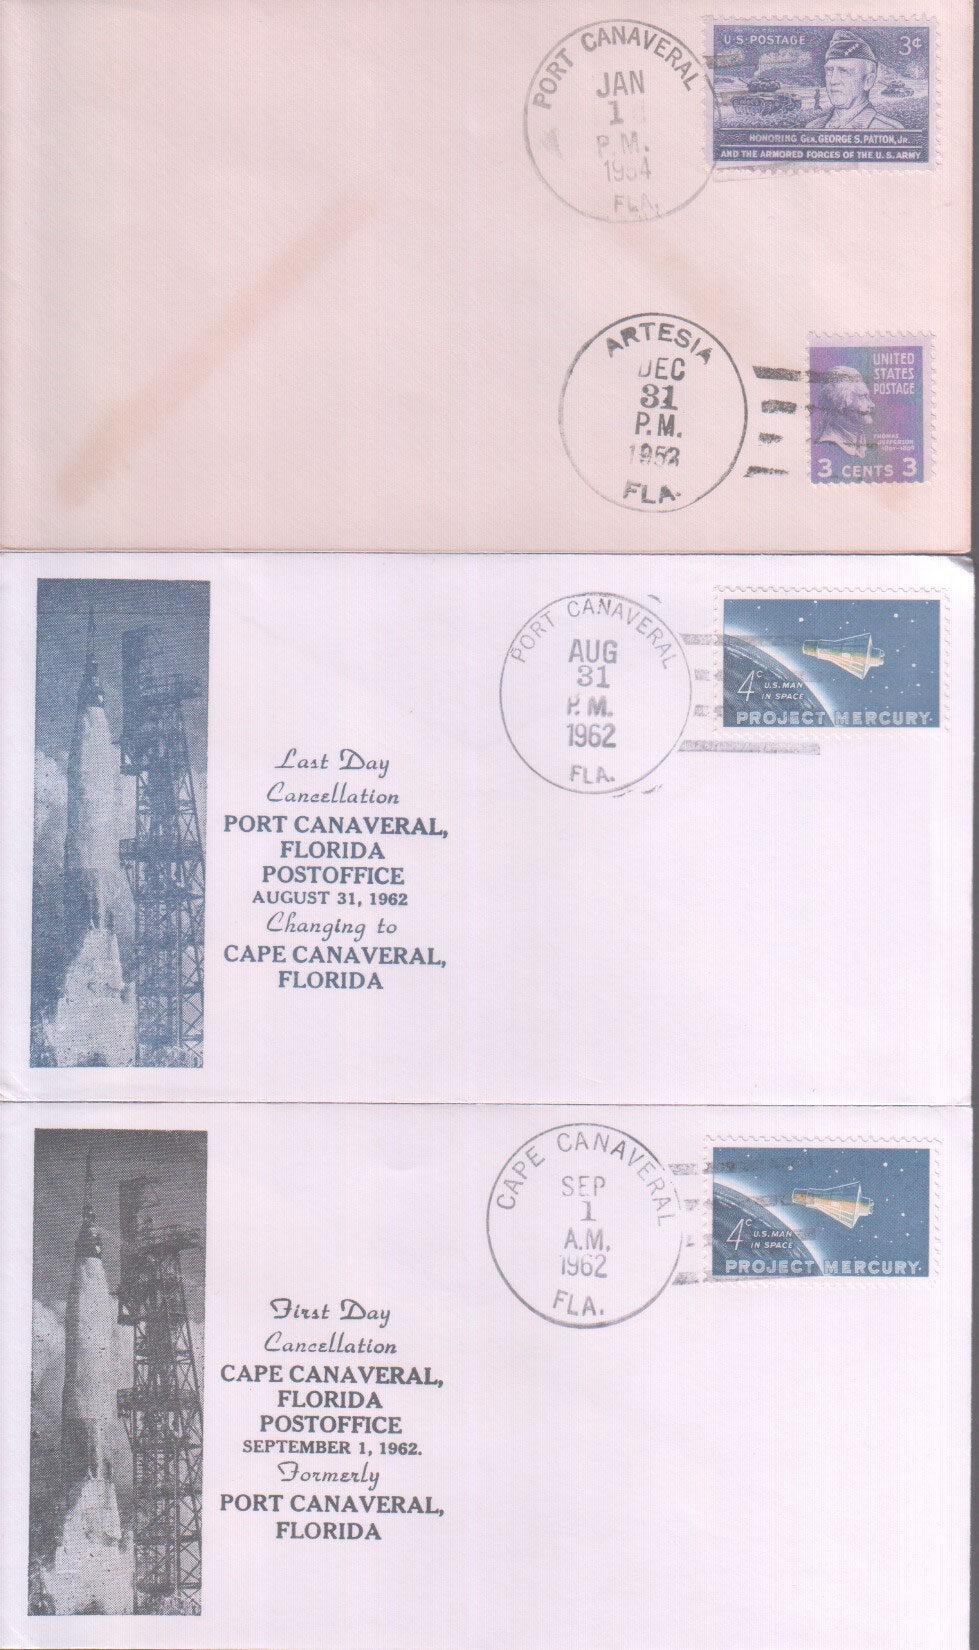 PORT CANAVERAL
JAN
1
P.M.
1954
FLA.
U.S. POSTAGE 3¢
HONORING GEN. GEORGE S. PATTON, JR.
AND THE ARMORED FORCES OF THE U.S. ARMY
ARTESIA
DEC
31
P.M.
1953
FLA.
UNITED
STATES
POSTAGE
THOMAS
JEFFERSON
3 CENTS 3
PORT CANAVERAL
AUG
31
P.M.
1962
FLA.
4c U.S. MAN
IN SPACE
PROJECT MERCURY
Last Day
Cancellation
PORT CANAVERAL,
FLORIDA
POSTOFFICE
AUGUST 31, 1962
Changing to
CAPE CANAVERAL,
FLORIDA
CAPE CANAVERAL
SEP
1
A.M.
1962
FLA.
4c U.S. MAN
IN SPACE
PROJECT MERCURY
First Day
Cancellation
CAPE CANAVERAL,
FLORIDA
POSTOFFICE
SEPTEMBER 1, 1962.
Formerly
PORT CANAVERAL,
FLORIDA